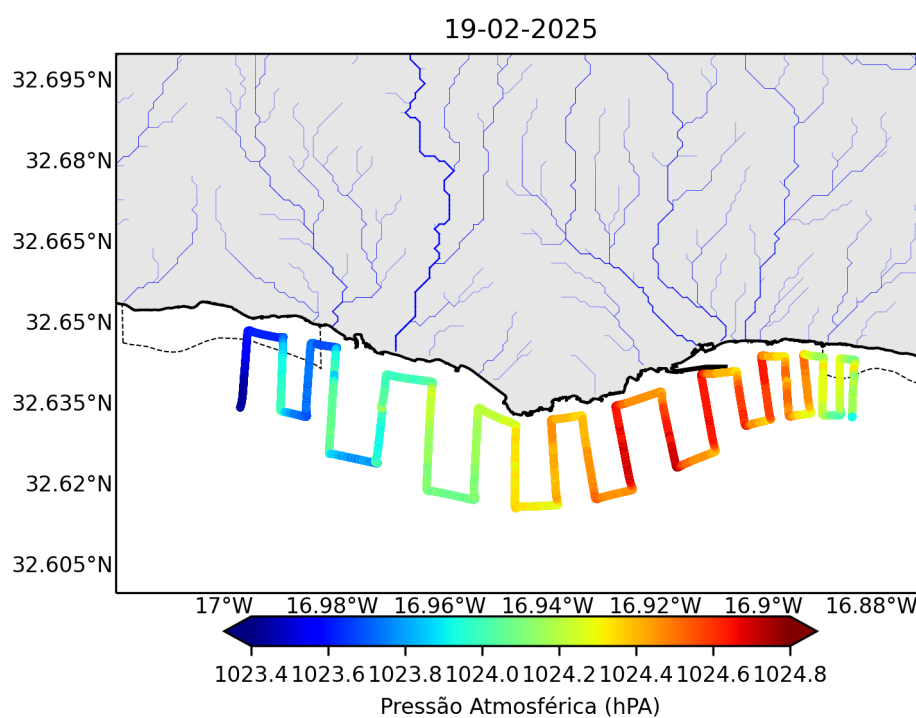 19-02-2025
32.695°N
32.68°N
32.665°N
32.65°N
32.635°N
32.62°N
32.605°N
17°W 16.98°W 16.96°W 16.94°W 16.92°W 16.9°W 16.88°W
1023.4 1023.6 1023.8 1024.0 1024.2 1024.4 1024.6 1024.8
Pressão Atmosférica (hPA)